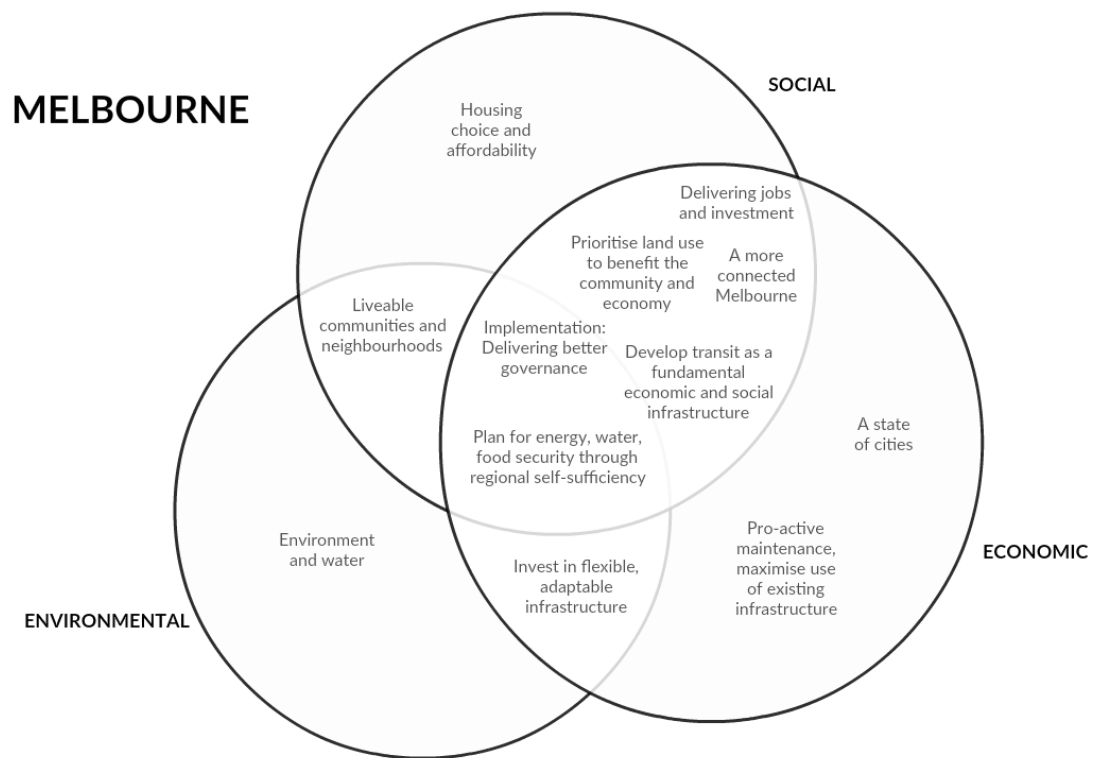 MELBOURNE
SOCIAL
Housing
choice and
affordability
Delivering jobs
and investment
Prioritise land use
to benefit the
community and
economy
A more
connected
Melbourne
Liveable
communities and
neighbourhoods
Implementation:
Delivering better
governance
Develop transit as a
fundamental
economic and social
infrastructure
A state
of cities
Plan for energy, water,
food security through
regional self-sufficiency
Environment
and water
Invest in flexible,
adaptable
infrastructure
Pro-active
maintenance,
maximise use
of existing
infrastructure
ECONOMIC
ENVIRONMENTAL